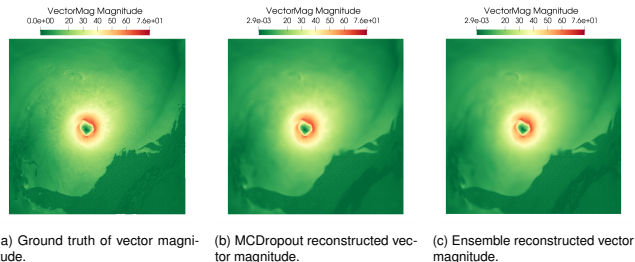 VectorMag Magnitude
0.0e+00 20 30 40 50 60 7.6e+01
VectorMag Magnitude
2.9e-03 20 30 40 50 60 7.6e+01
VectorMag Magnitude
2.9e-03 20 30 40 50 60 7.6e+01
a) Ground truth of vector magni-
tude.
(b) MCDropout reconstructed vec-
tor magnitude.
(c) Ensemble reconstructed vector
magnitude.